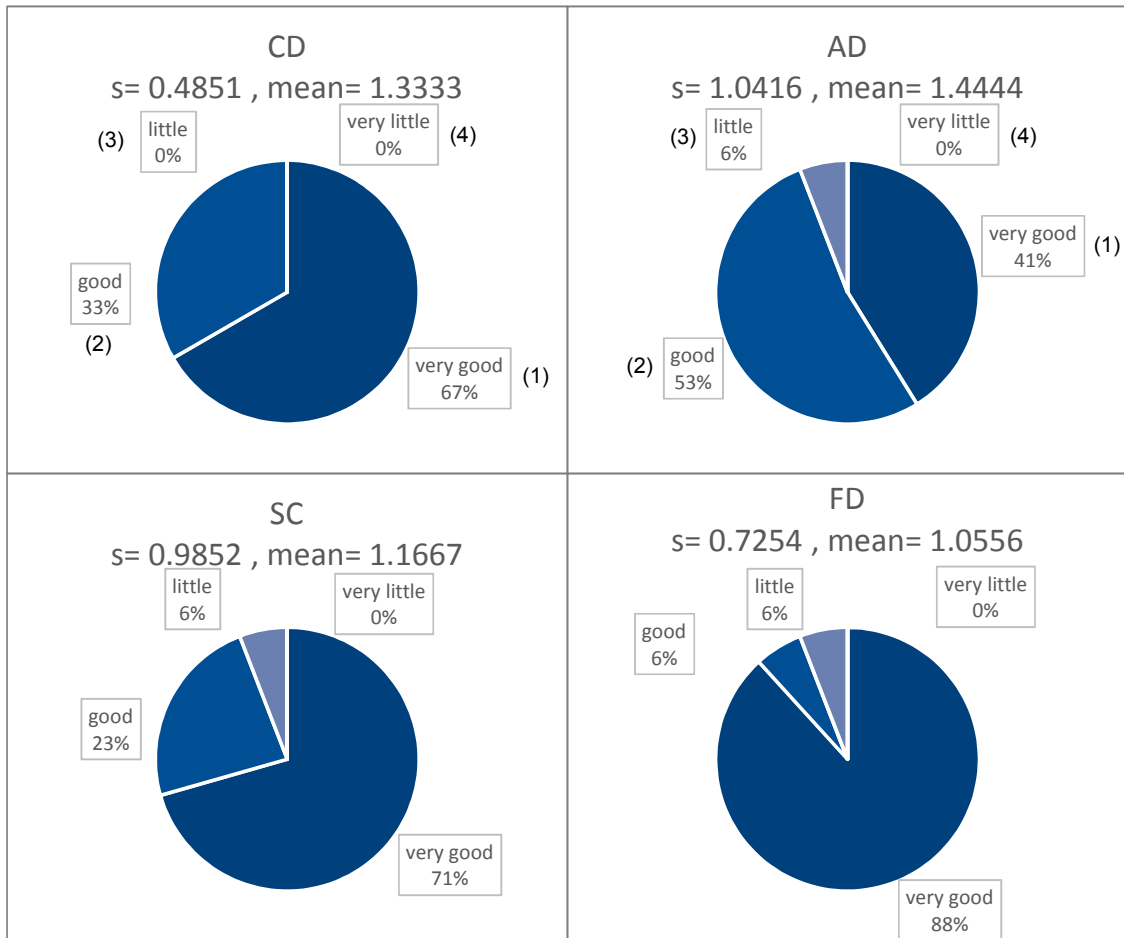 CD
s= 0.4851 , mean= 1.3333
(3)
little
0%
very little
0%
(4)
good
33%
(2)
very good
67%
(1)
AD
s= 1.0416 , mean= 1.4444
(3)
little
6%
very little
0%
(4)
very good
41%
(1)
(2)
good
53%
SC
s= 0.9852 , mean= 1.1667
little
6%
very little
0%
good
23%
very good
71%
FD
s= 0.7254 , mean= 1.0556
little
6%
very little
0%
good
6%
very good
88%